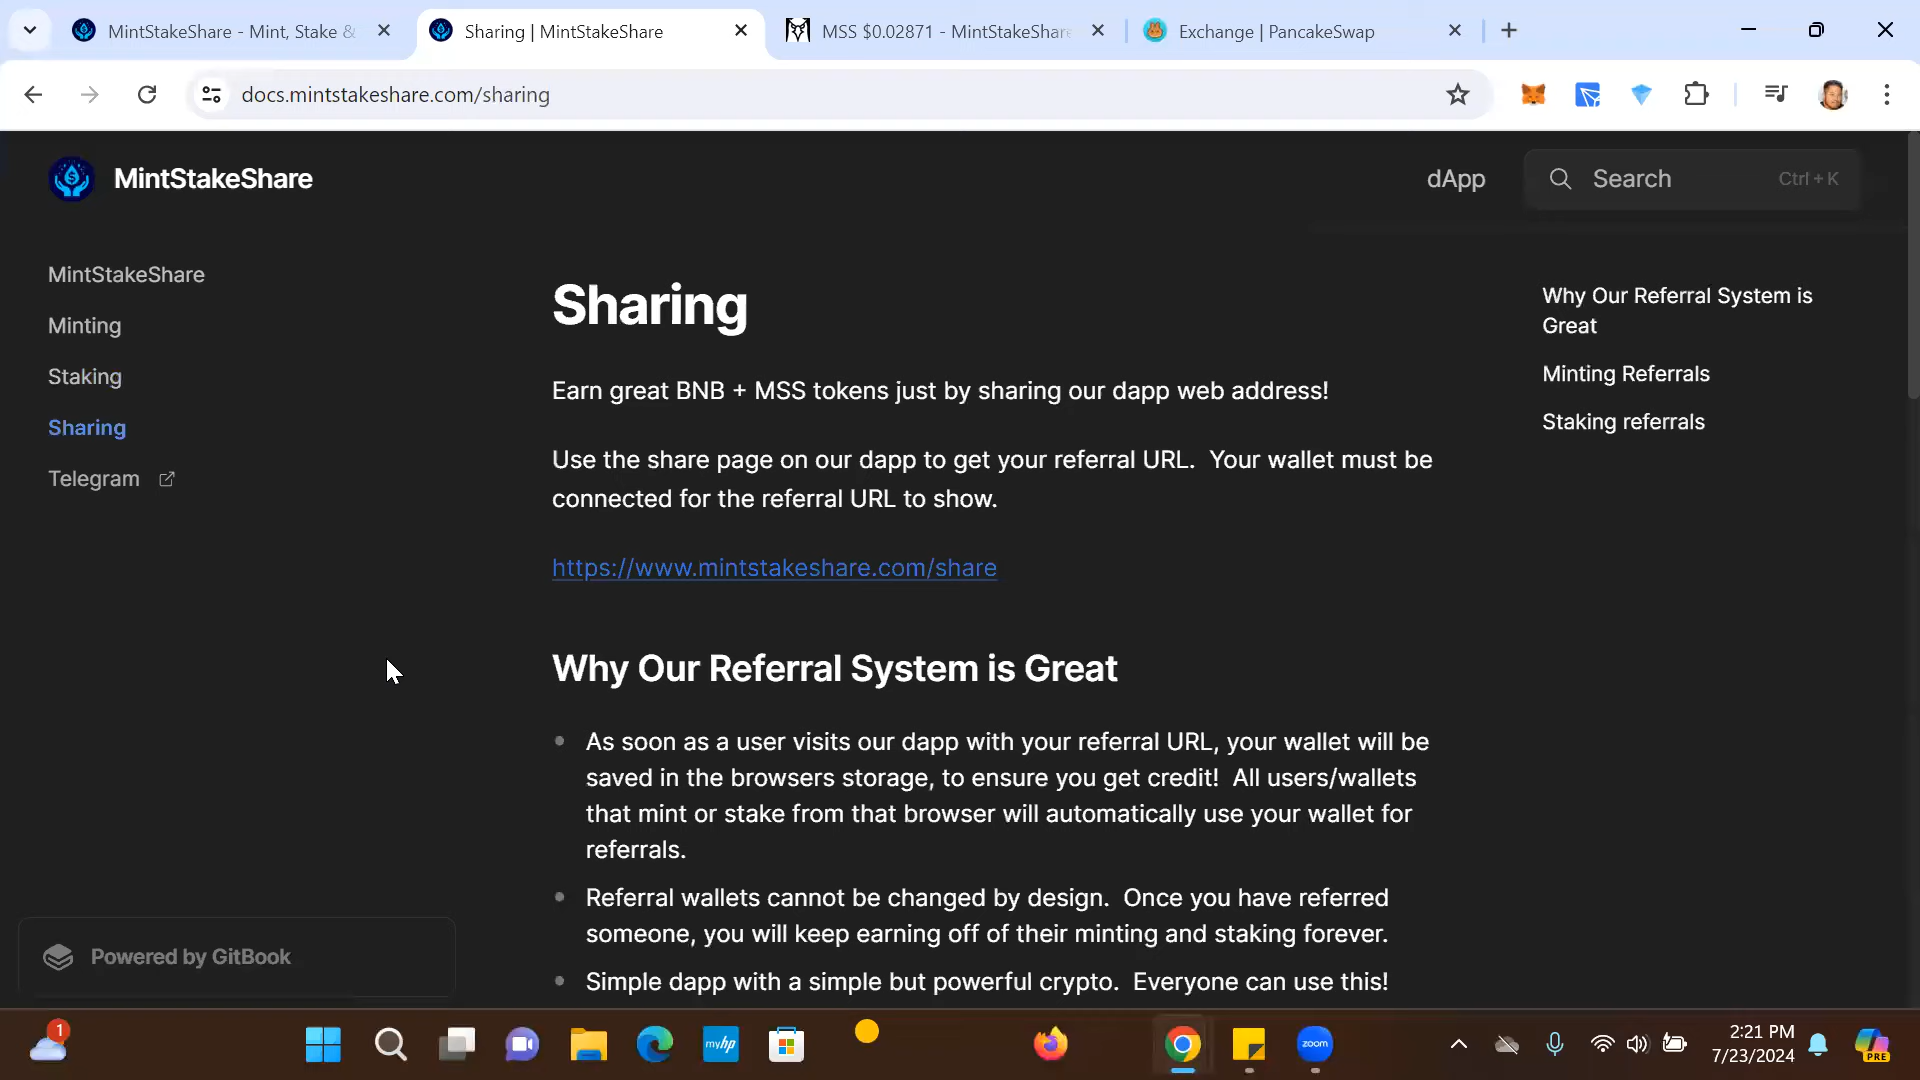 MintStakeShare - Mint, Stake &
Sharing | MintStakeShare
MSS $0.02871 - MintStakeShare
Exchange | PancakeSwap
docs.mintstakeshare.com/sharing
MintStakeShare
dApp
Search
Ctrl + K
MintStakeShare
Minting
Staking
Sharing
Telegram
Sharing
Earn great BNB + MSS tokens just by sharing our dapp web address!
Use the share page on our dapp to get your referral URL.  Your wallet must be
connected for the referral URL to show.
https://www.mintstakeshare.com/share
Why Our Referral System is Great
As soon as a user visits our dapp with your referral URL, your wallet will be
saved in the browsers storage, to ensure you get credit!  All users/wallets
that mint or stake from that browser will automatically use your wallet for
referrals.
Referral wallets cannot be changed by design.  Once you have referred
someone, you will keep earning off of their minting and staking forever.
Simple dapp with a simple but powerful crypto.  Everyone can use this!
Why Our Referral System is
Great
Minting Referrals
Staking referrals
Powered by GitBook
1
myhp
zoom
2:21 PM
7/23/2024
PRE